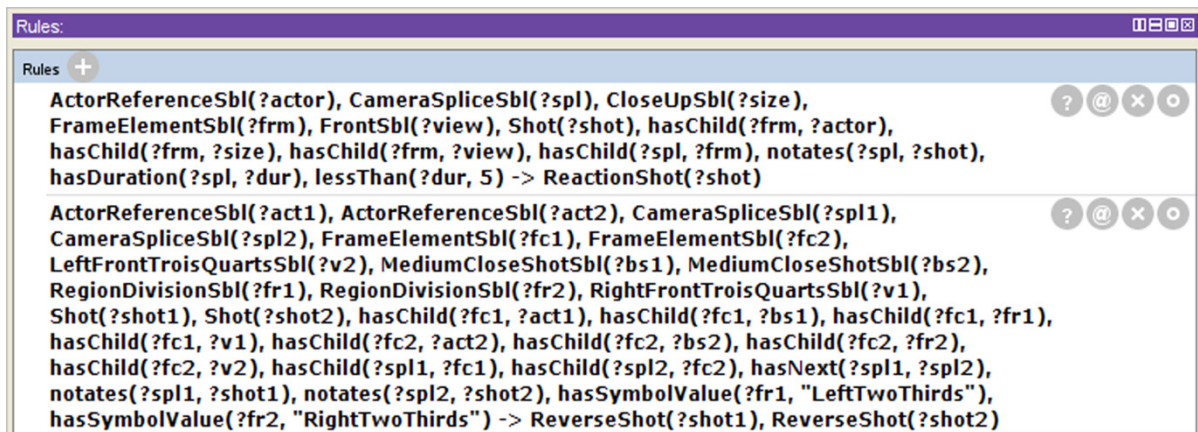 Rules:
Rules +
ActorReferenceSbl(?actor), CameraSpliceSbl(?spl), CloseUpSbl(?size),
? @ × o
FrameElementSbl(?frm), FrontSbl(?view), Shot(?shot), hasChild(?frm, ?actor),
hasChild(?frm, ?size), hasChild(?frm, ?view), hasChild(?spl, ?frm), notates(?spl, ?shot),
hasDuration(?spl, ?dur), lessThan(?dur, 5) -> ReactionShot(?shot)
ActorReferenceSbl(?act1), ActorReferenceSbl(?act2), CameraSpliceSbl(?spl1),
? @ × o
CameraSpliceSbl(?spl2), FrameElementSbl(?fc1), FrameElementSbl(?fc2),
LeftFrontTroisQuartsSbl(?v2), MediumCloseShotSbl(?bs1), MediumCloseShotSbl(?bs2),
RegionDivisionSbl(?fr1), RegionDivisionSbl(?fr2), RightFrontTroisQuartsSbl(?v1),
Shot(?shot1), Shot(?shot2), hasChild(?fc1, ?act1), hasChild(?fc1, ?bs1), hasChild(?fc1, ?fr1),
hasChild(?fc1, ?v1), hasChild(?fc2, ?act2), hasChild(?fc2, ?bs2), hasChild(?fc2, ?fr2),
hasChild(?fc2, ?v2), hasChild(?spl1, ?fc1), hasChild(?spl2, ?fc2), hasNext(?spl1, ?spl2),
notates(?spl1, ?shot1), notates(?spl2, ?shot2), hasSymbolValue(?fr1, "LeftTwoThirds"),
hasSymbolValue(?fr2, "RightTwoThirds") -> ReverseShot(?shot1), ReverseShot(?shot2)